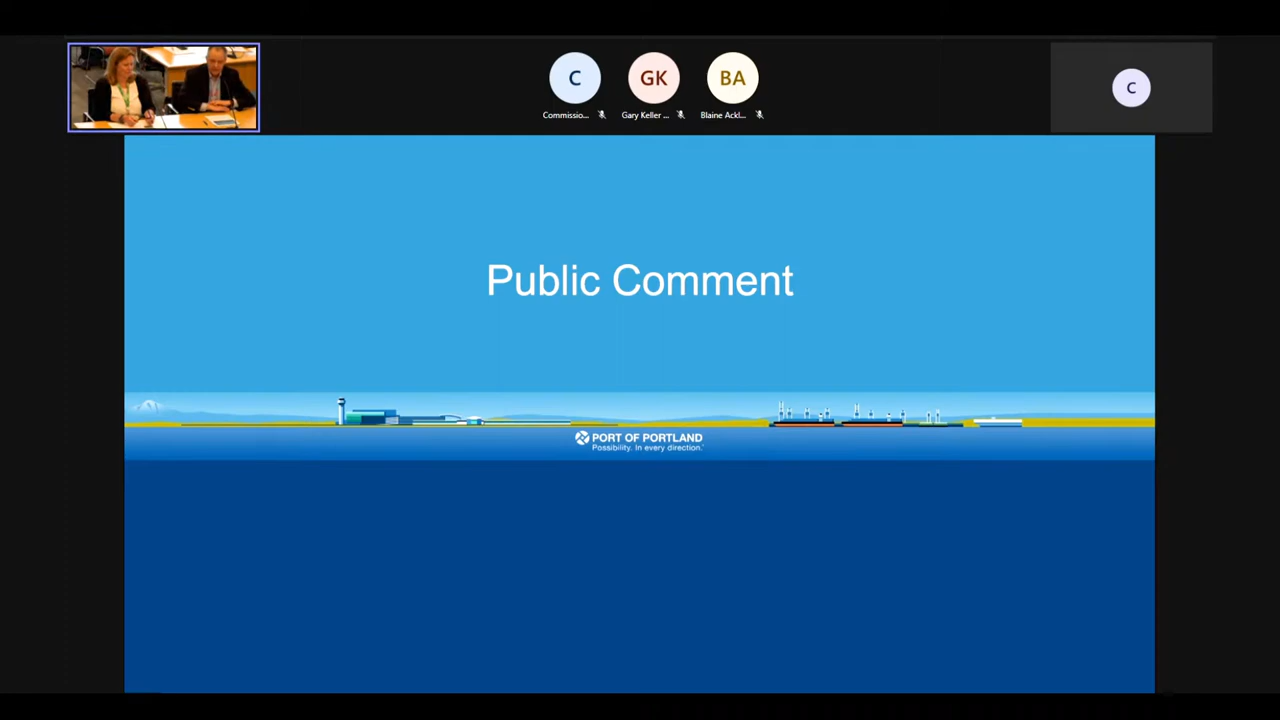 C
GK
BA
C
Commissio...
Gary Keller ...
Blaine Ackl...
Public Comment
PORT OF PORTLAND
Possibility. In every direction.